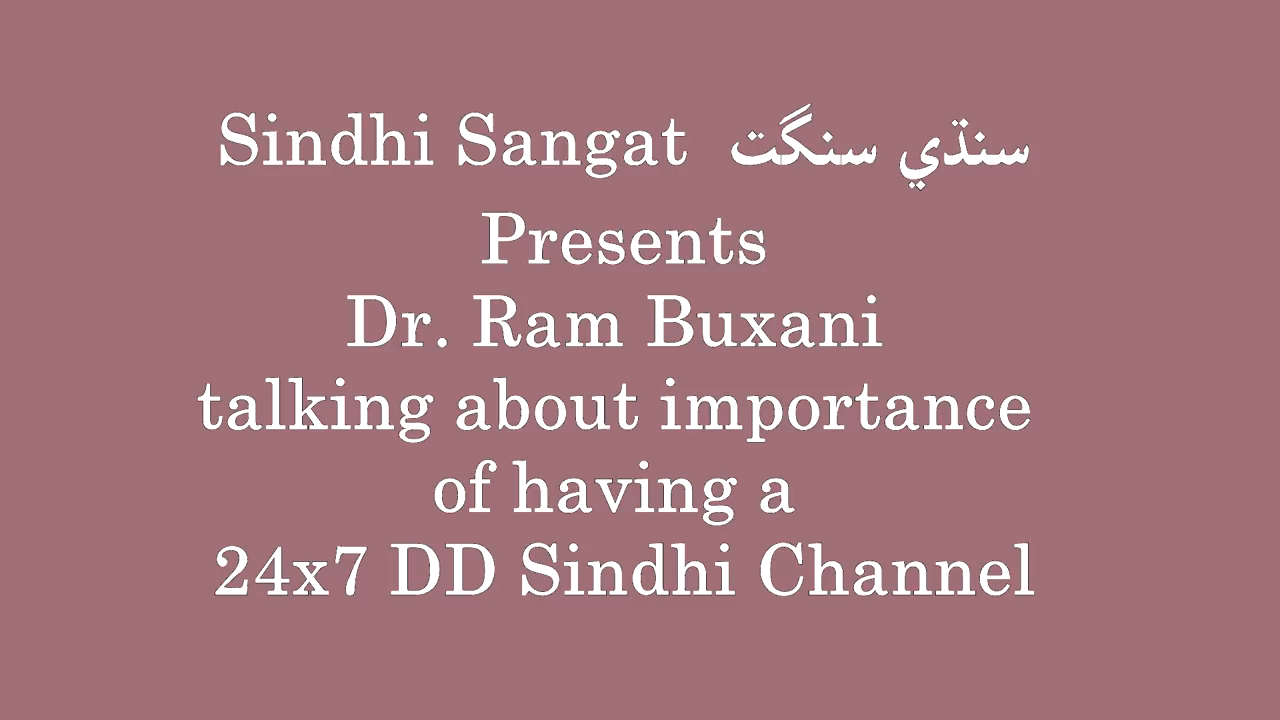 Sindhi Sangat سنڌي سنگت
Presents
Dr. Ram Buxani
talking about importance
of having a
24x7 DD Sindhi Channel